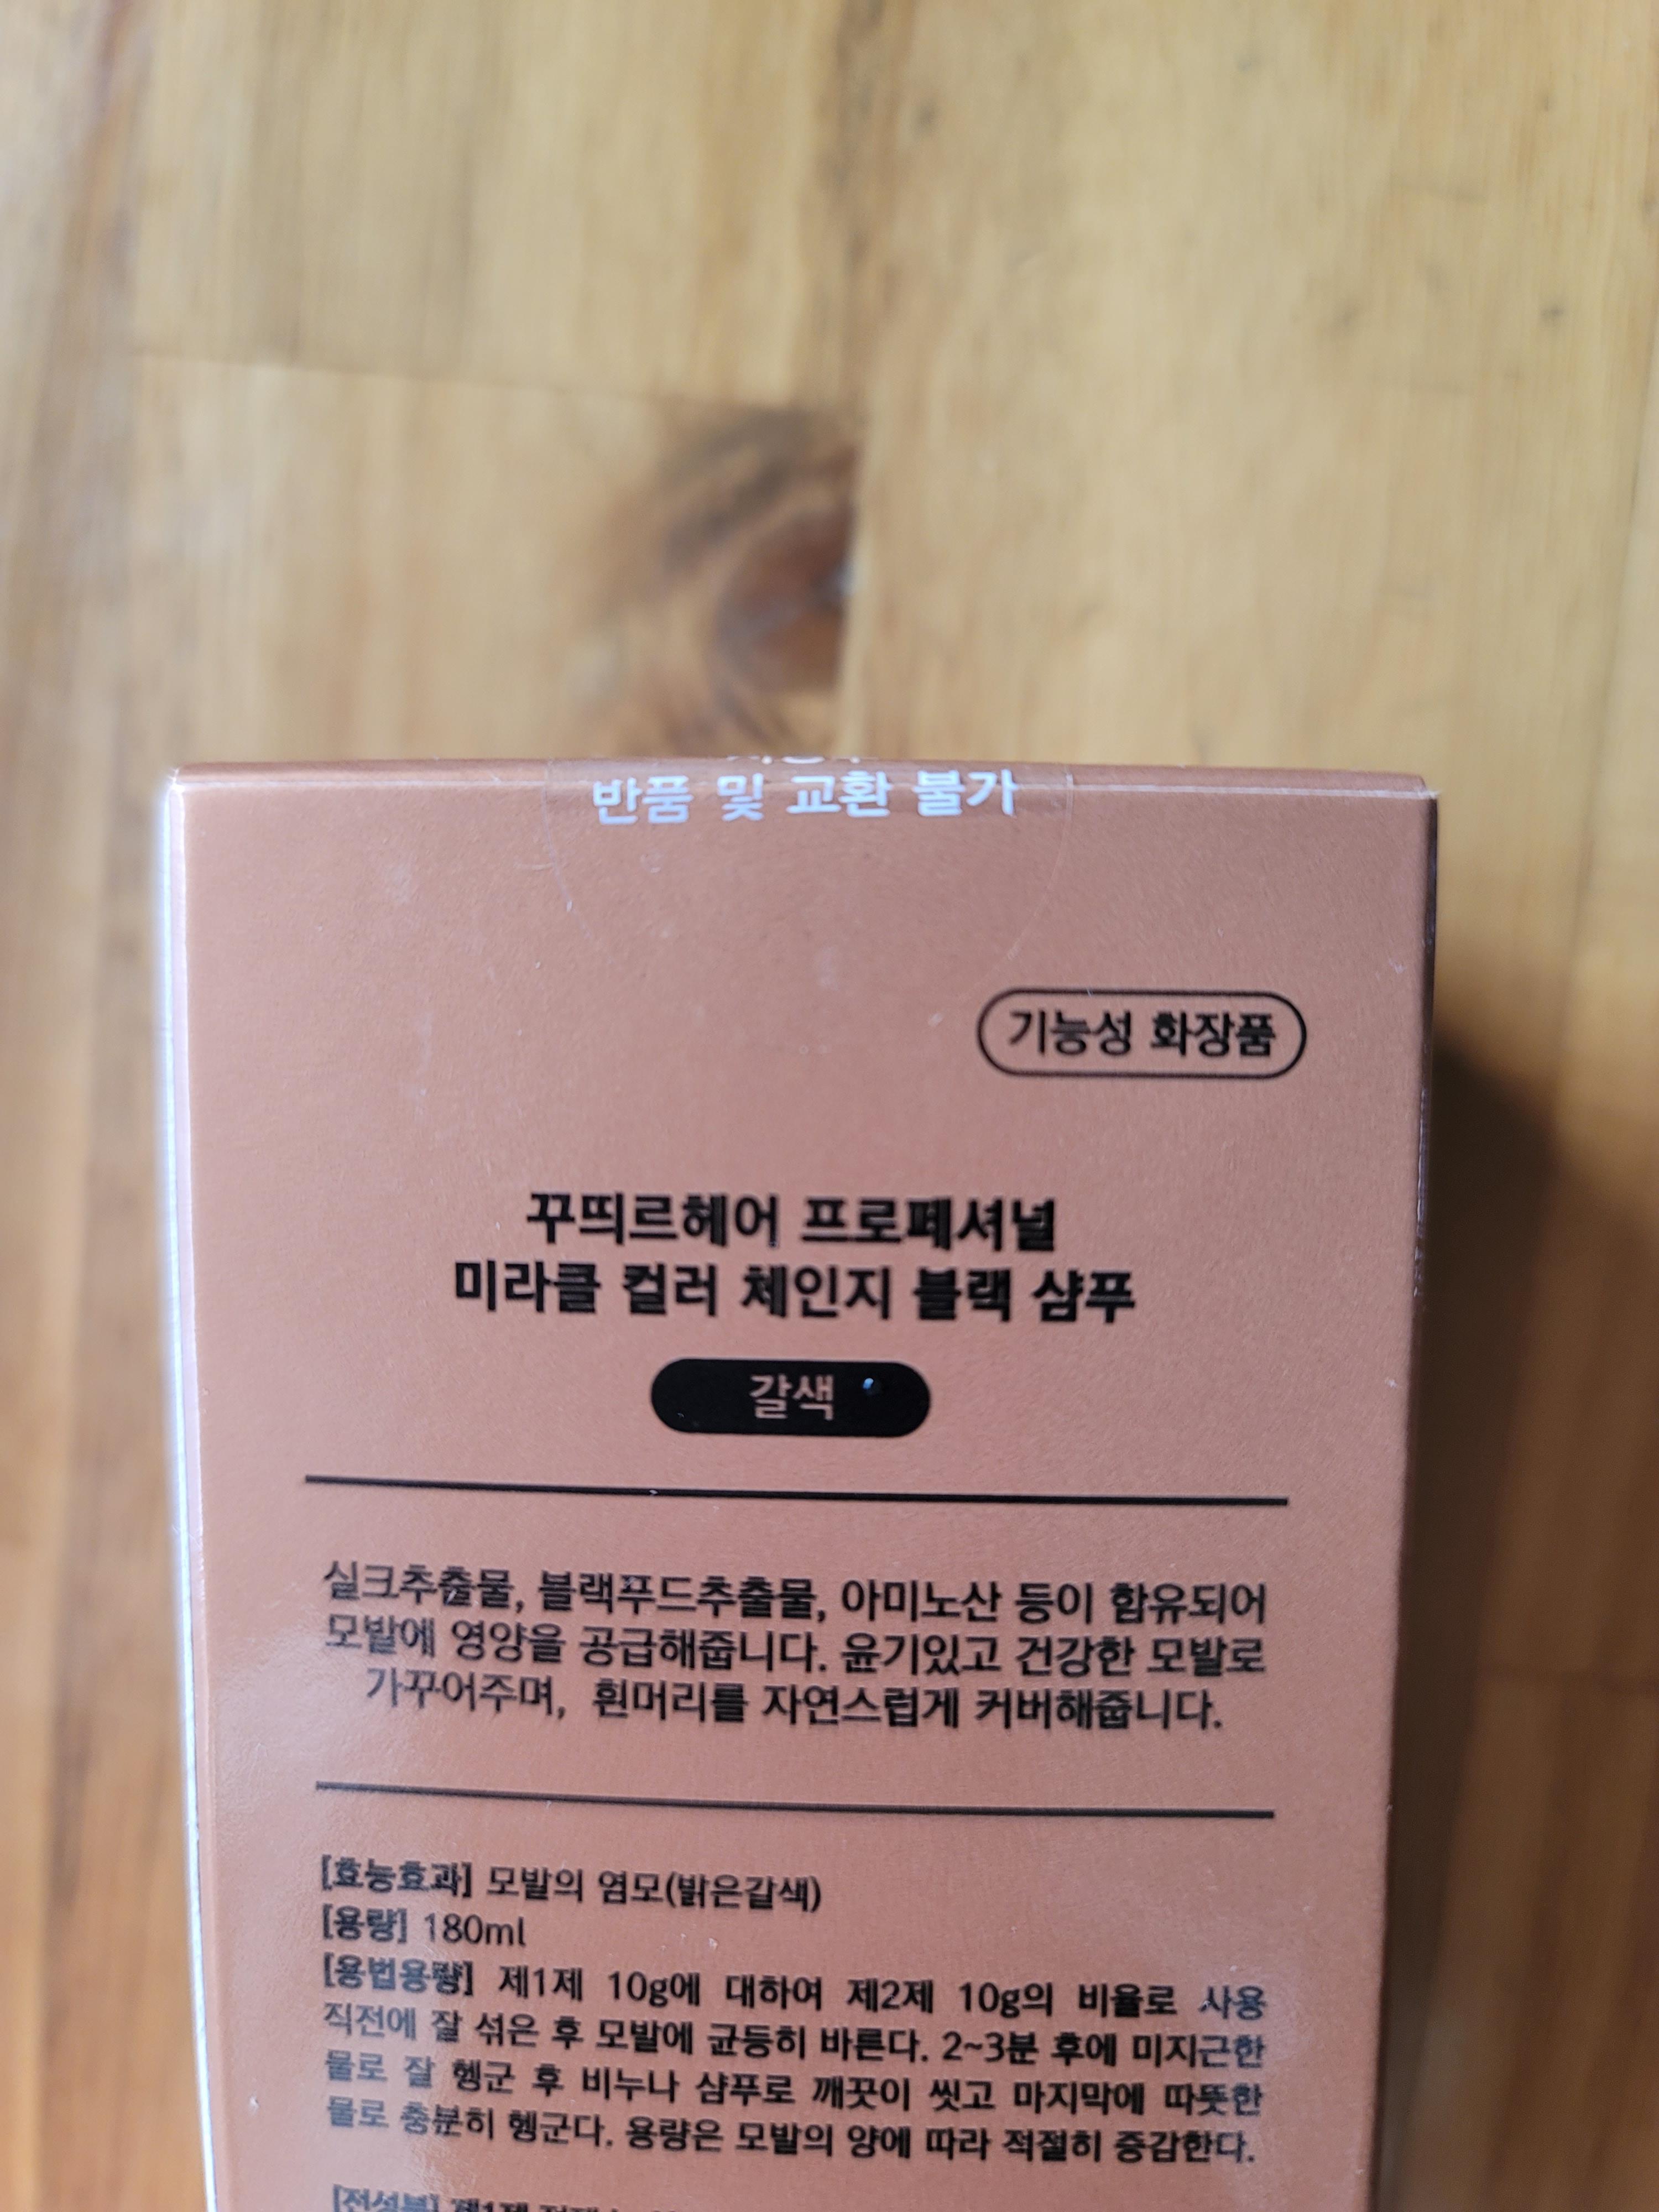 반품 및 교환 불가
기능성 화장품
꾸띄르헤어 프로페셔널
미라클 컬러 체인지 블랙 샴푸
갈색
실크추출물, 블랙푸드추출물, 아미노산 등이 함유되어
모발에 영양을 공급해줍니다. 윤기있고 건강한 모발로
가꾸어주며, 흰머리를 자연스럽게 커버해줍니다.
[효능효과] 모발의 염모(밝은갈색)
[용량] 180ml
[용법용량] 제1제 10g에 대하여 제2제 10g의 비율로 사용
직전에 잘 섞은 후 모발에 균등히 바른다. 2~3분 후에 미지근한
물로 잘 헹군 후 비누나 샴푸로 깨끗이 씻고 마지막에 따뜻한
물로 충분히 헹군다. 용량은 모발의 양에 따라 적절히 증감한다.
[전성분] 제1제